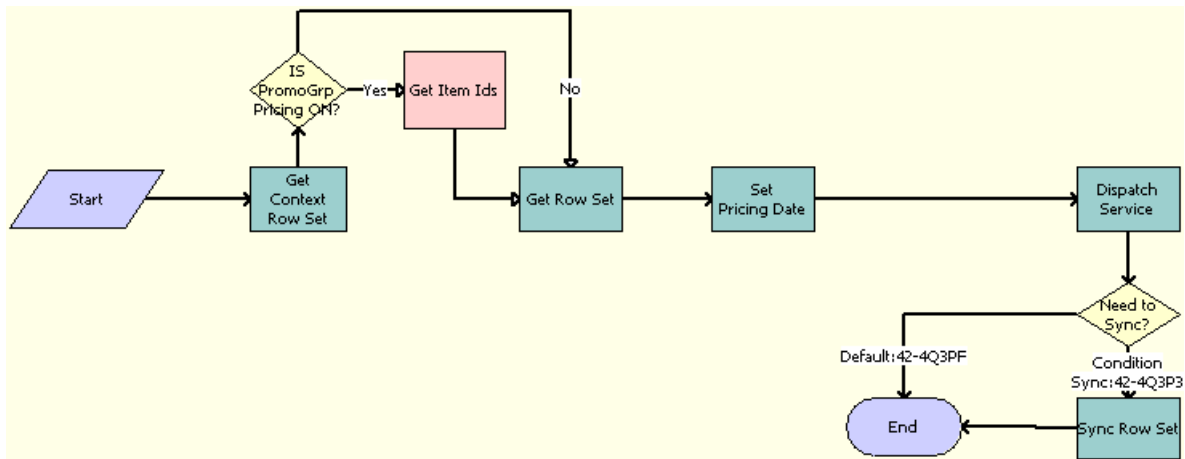 IS
PromoGrp
Pricing ON?
Yes
Get Item Ids
No
Start
Get
Context
Row Set
Get Row Set
Set
Pricing Date
Dispatch
Service
Need to
Sync?
Default:42-4Q3PF
Condition
Sync:42-4Q3P3
End
Sync Row Set